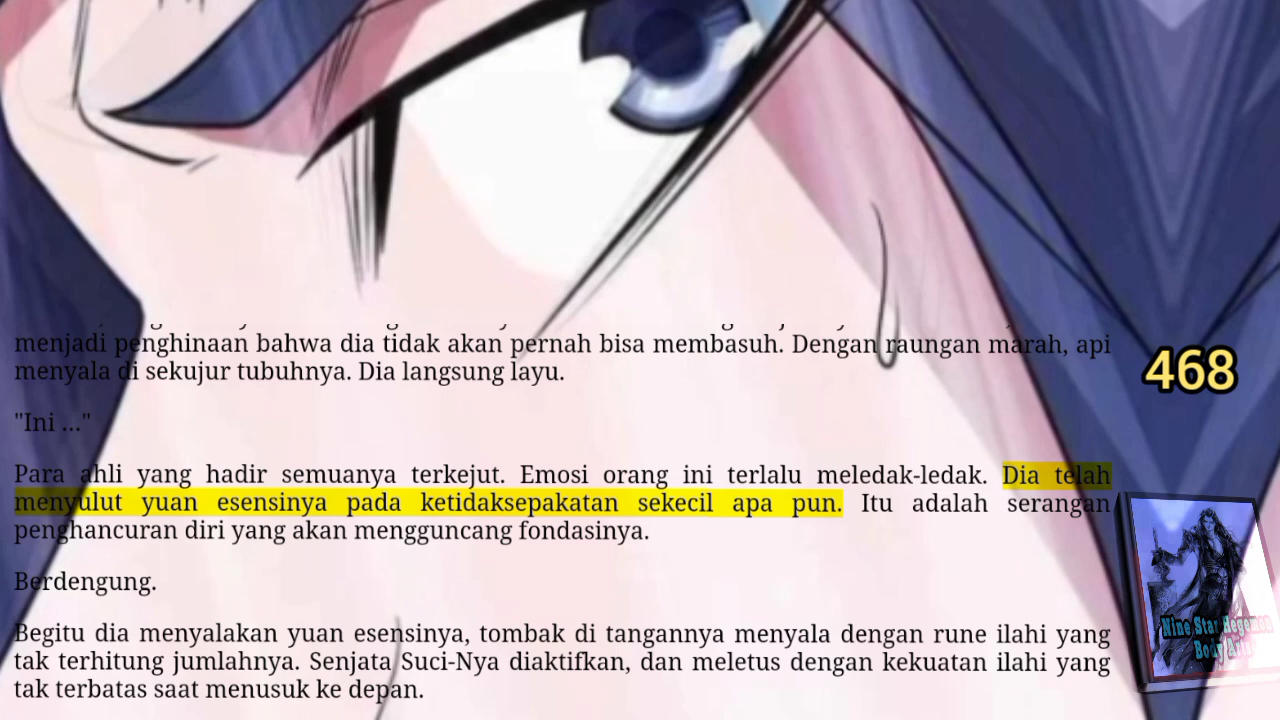 menjadi penghinaan bahwa dia tidak akan pernah bisa membasuh. Dengan raungan marah, api
menyala di sekujur tubuhnya. Dia langsung layu.
"Ini ..."
Para ahli yang hadir semuanya terkejut. Emosi orang ini terlalu meledak-ledak. Dia telah
menyulut yuan esensinya pada ketidaksepakatan sekecil apa pun. Itu adalah serangan
penghancuran diri yang akan mengguncang fondasinya.
Berdengung.
Begitu dia menyalakan yuan esensinya, tombak di tangannya menyala dengan rune ilahi yang
tak terhitung jumlahnya. Senjata Suci-Nya diaktifkan, dan meletus dengan kekuatan ilahi yang
tak terbatas saat menusuk ke depan.
468
Nine Star Hegemon
Body Arts